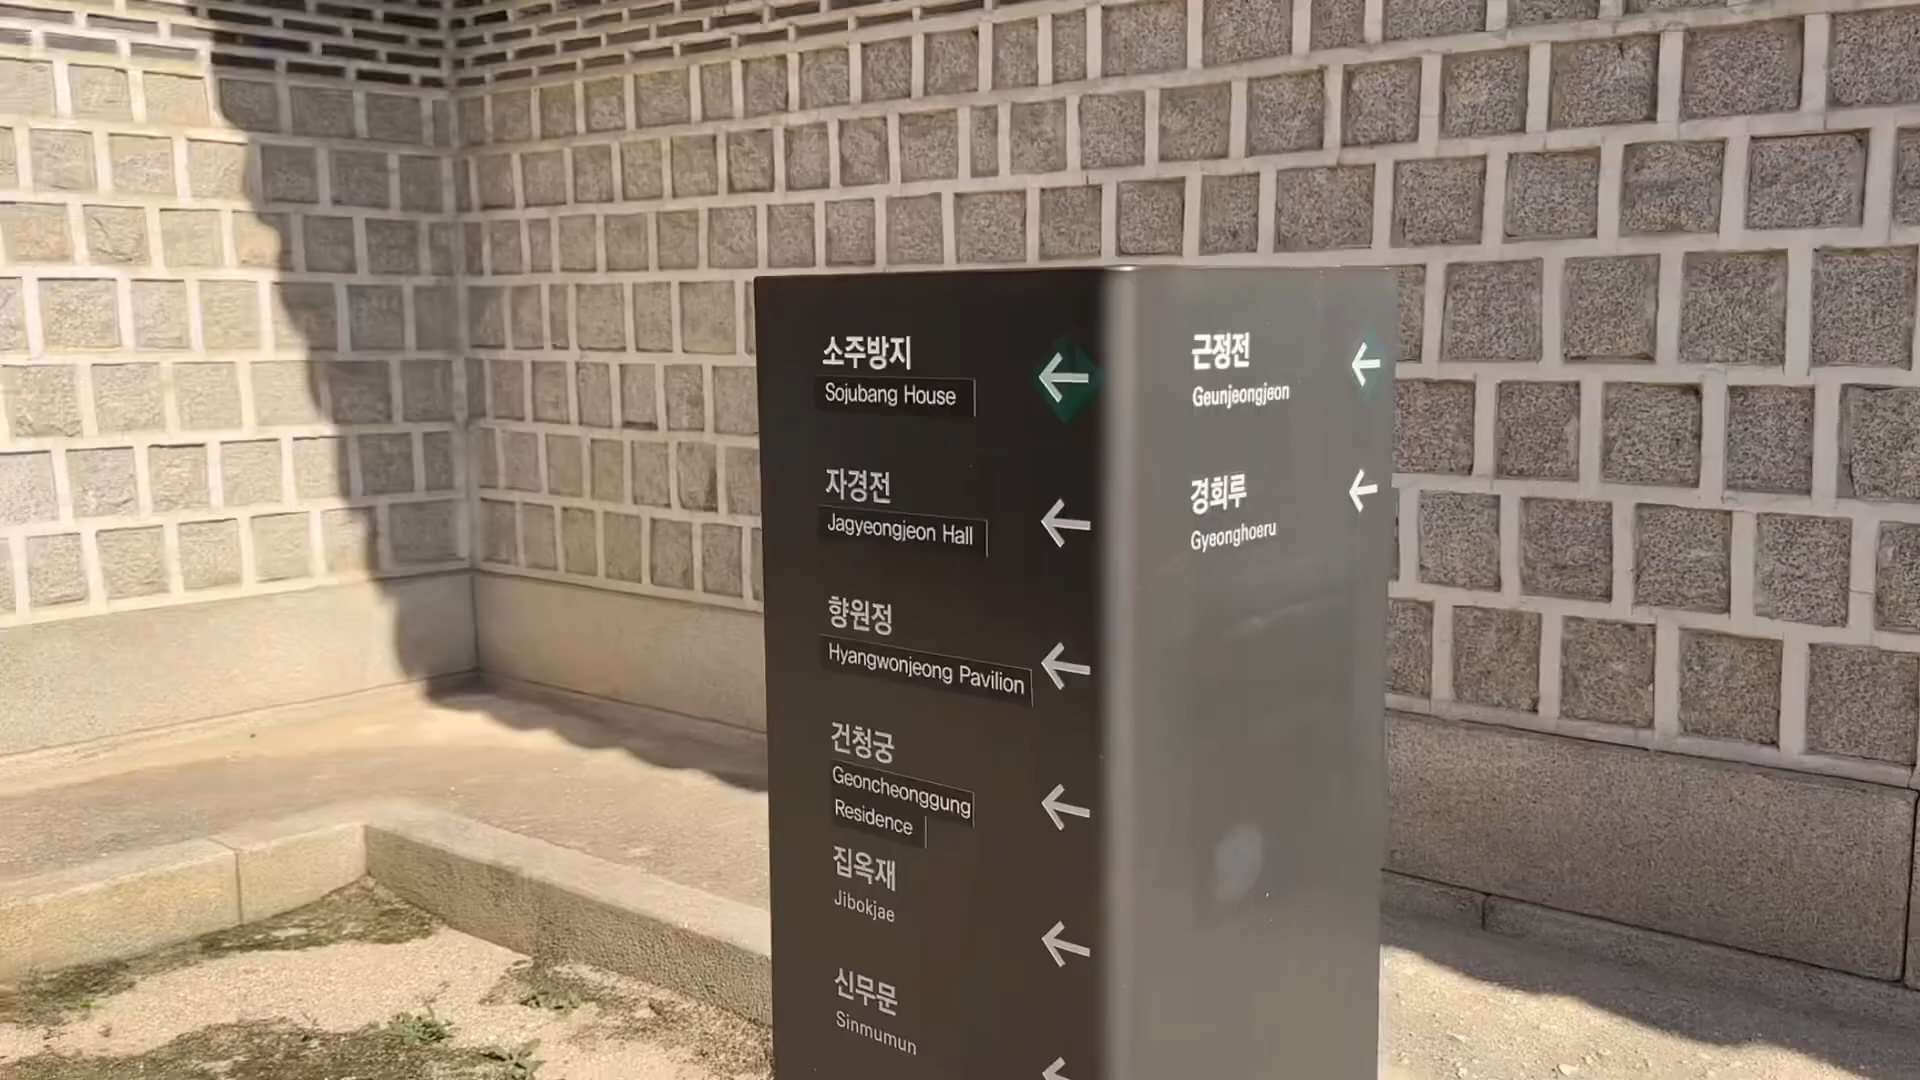 소주방지
Sojubang House
자경전
Jagyeongjeon Hall
향원정
Hyangwonjeong Pavilion
건청궁
Geoncheonggung
Residence
집옥재
Jibokjae
신무문
Sinmumun
근정전
Geunjeongjeon
경회루
Gyeonghoeru